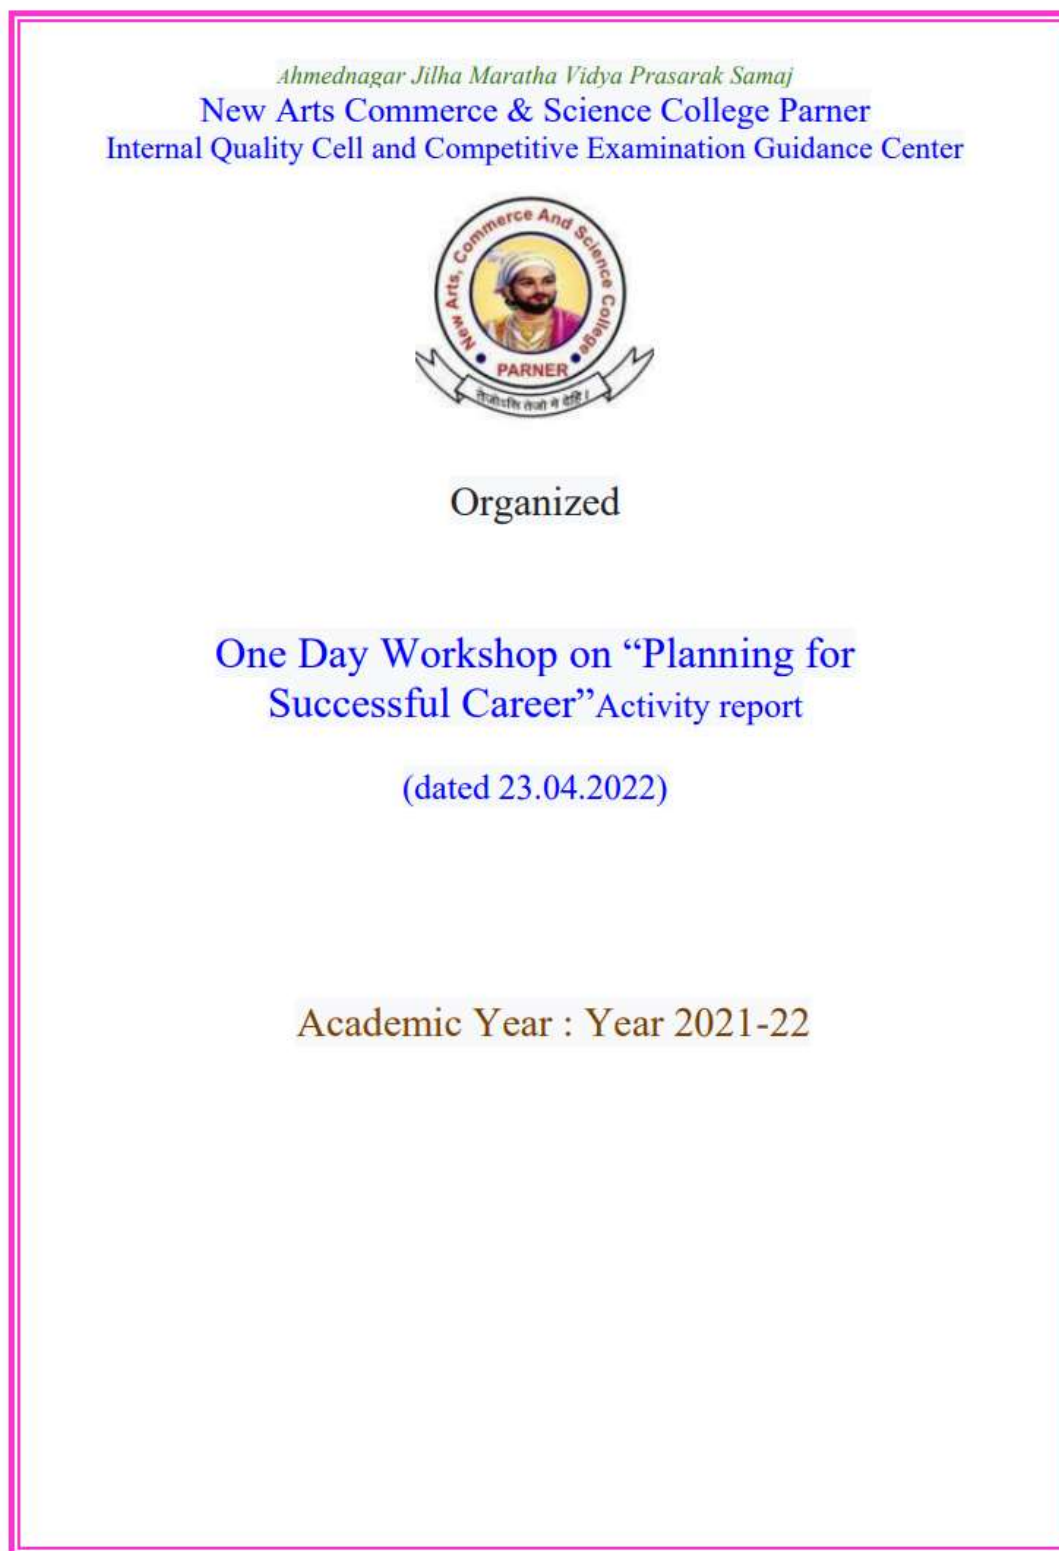 Ahmednagar Jilha Maratha Vidya Prasarak Samaj
New Arts Commerce & Science College Parner
Internal Quality Cell and Competitive Examination Guidance Center
New Arts, Commerce And Science College
PARNER
तेजोऽसि तेजो मे देहि।
Organized
One Day Workshop on “Planning for
Successful Career”Activity report
(dated 23.04.2022)
Academic Year : Year 2021-22